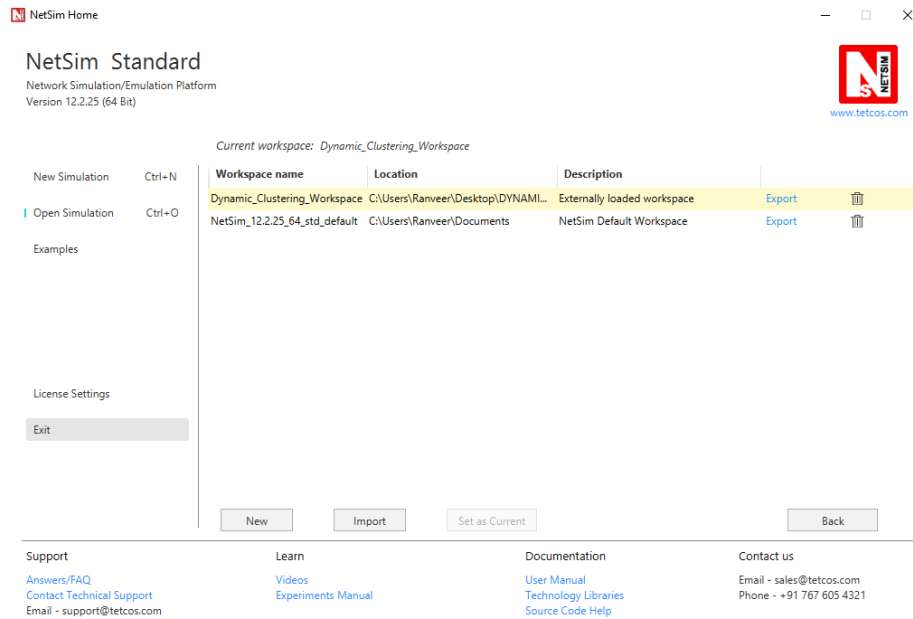 NetSim Home
NetSim Standard
Network Simulation/Emulation Platform
Version 12.2.25 (64 Bit)
N
S
NETSIM
www.tetcos.com
Current workspace: Dynamic_Clustering_Workspace
New Simulation Ctrl+N
Open Simulation Ctrl+O
Examples
License Settings
Exit
Workspace name Location Description
Dynamic_Clustering_Workspace C:\Users\Ranveer\Desktop\DYNAMI... Externally loaded workspace Export
NetSim_12.2.25_64_std_default C:\Users\Ranveer\Documents NetSim Default Workspace Export
New Import Set as Current Back
Support
Answers/FAQ
Contact Technical Support
Email - support@tetcos.com
Learn
Videos
Experiments Manual
Documentation
User Manual
Technology Libraries
Source Code Help
Contact us
Email - sales@tetcos.com
Phone - +91 767 605 4321